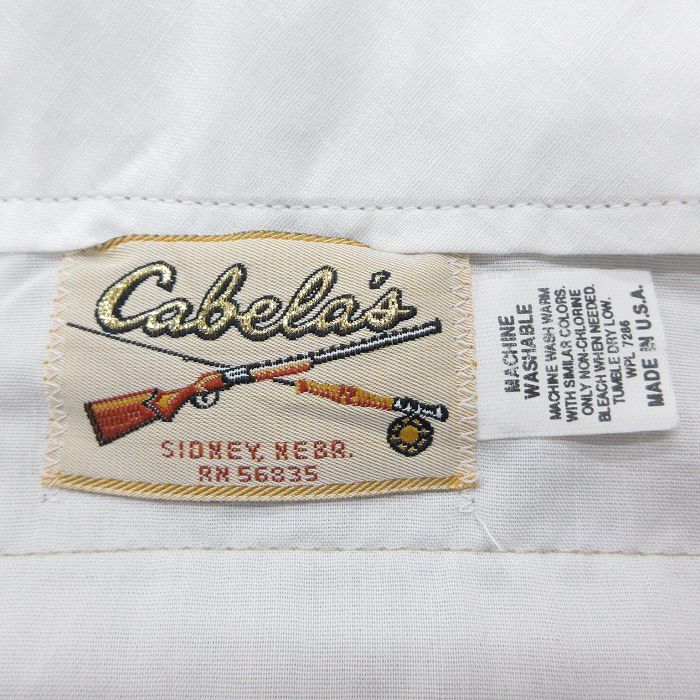 Cabela's
SIDNEY, NEBR.
RN 56835
MACHINE
WASHABLE
MACHINE WASH WARM
WITH SIMILAR COLORS.
ONLY NON-CHLORINE
BLEACH WHEN NEEDED.
TUMBLE DRY LOW.
WPL 7286
MADE IN U.S.A.